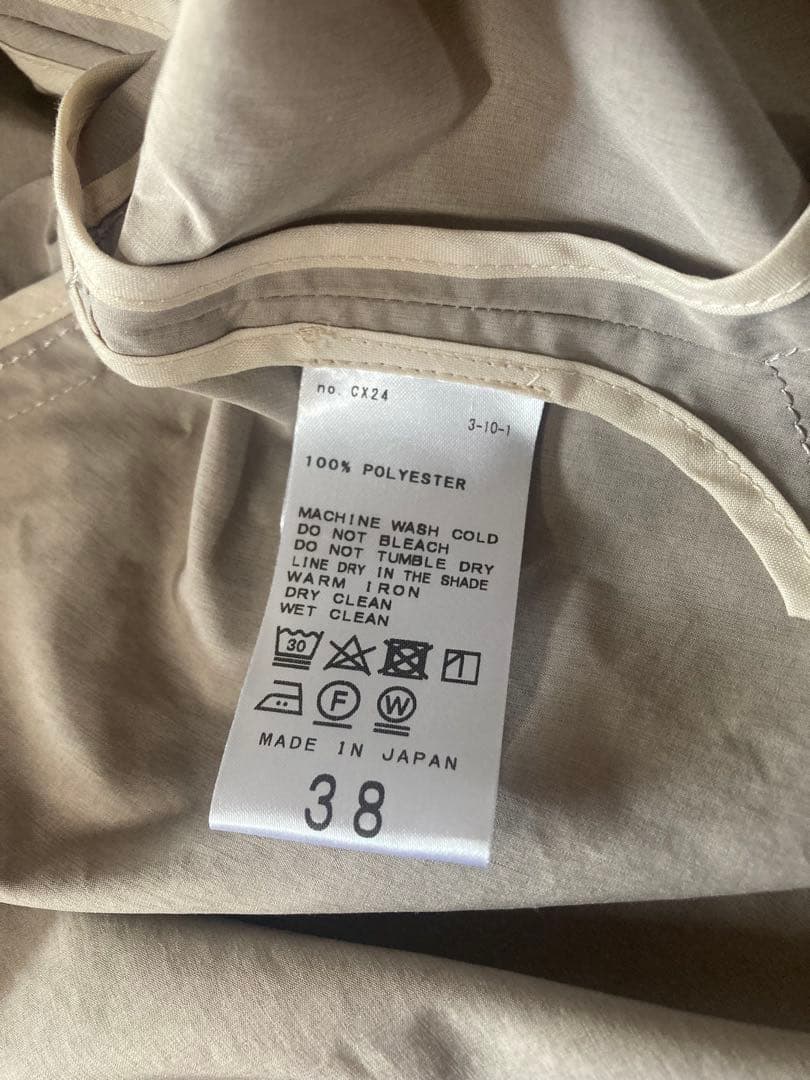 no. CX24
3-10-1
100% POLYESTER
MACHINE WASH COLD
DO NOT BLEACH
DO NOT TUMBLE DRY
LINE DRY IN THE SHADE
WARM IRON
DRY CLEAN
WET CLEAN
30
F W
MADE IN JAPAN
38